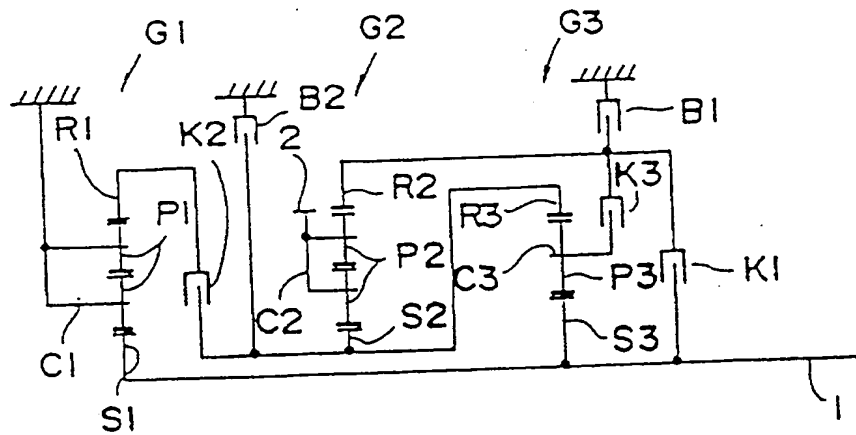 G1 G2 G3
B2 B1
R1 K2 2
R2 R3 K3
P1 P2 C3 P3 K1
C1 C2 S2 S3
S1 1